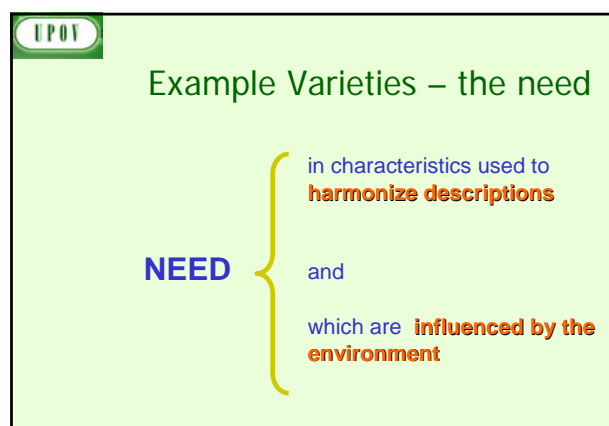 UPOV
Example Varieties – the need
in characteristics used to
harmonize descriptions
NEED
and
which are influenced by the
environment